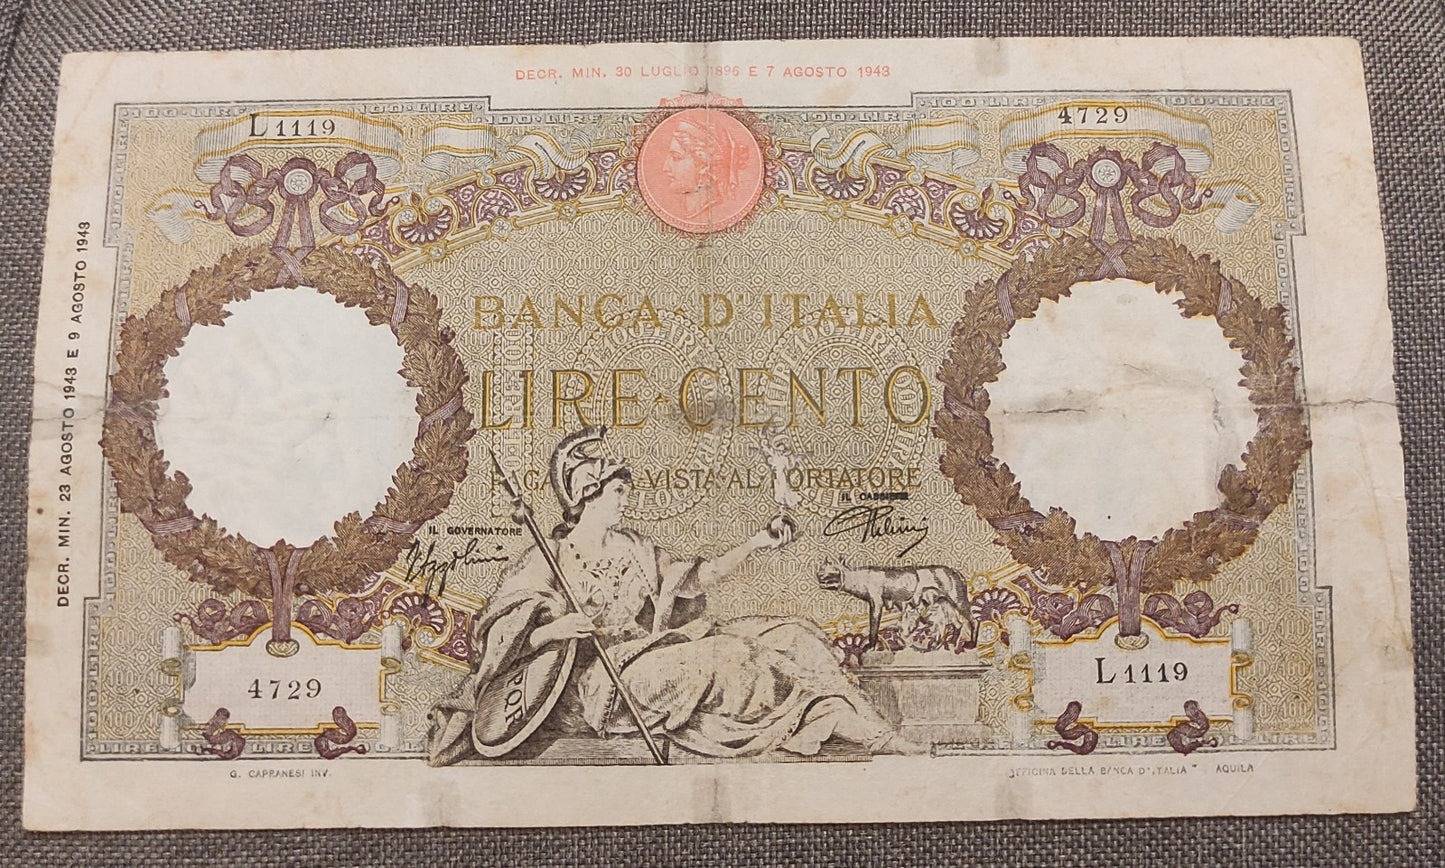 DECR. MIN. 30 LUGLIO 1896 E 7 AGOSTO 1943
L 1119
4729
DECR. MIN. 23 AGOSTO 1943 E 9 AGOSTO 1943
BANCA D'ITALIA
LIRE CENTO
VISTA AL PORTATORE
IL GOVERNATORE
IL CASSIERE
4729
L 1119
G. CAPRANESI INV.
OFFICINA DELLA BANCA D'ITALIA
AQUILA